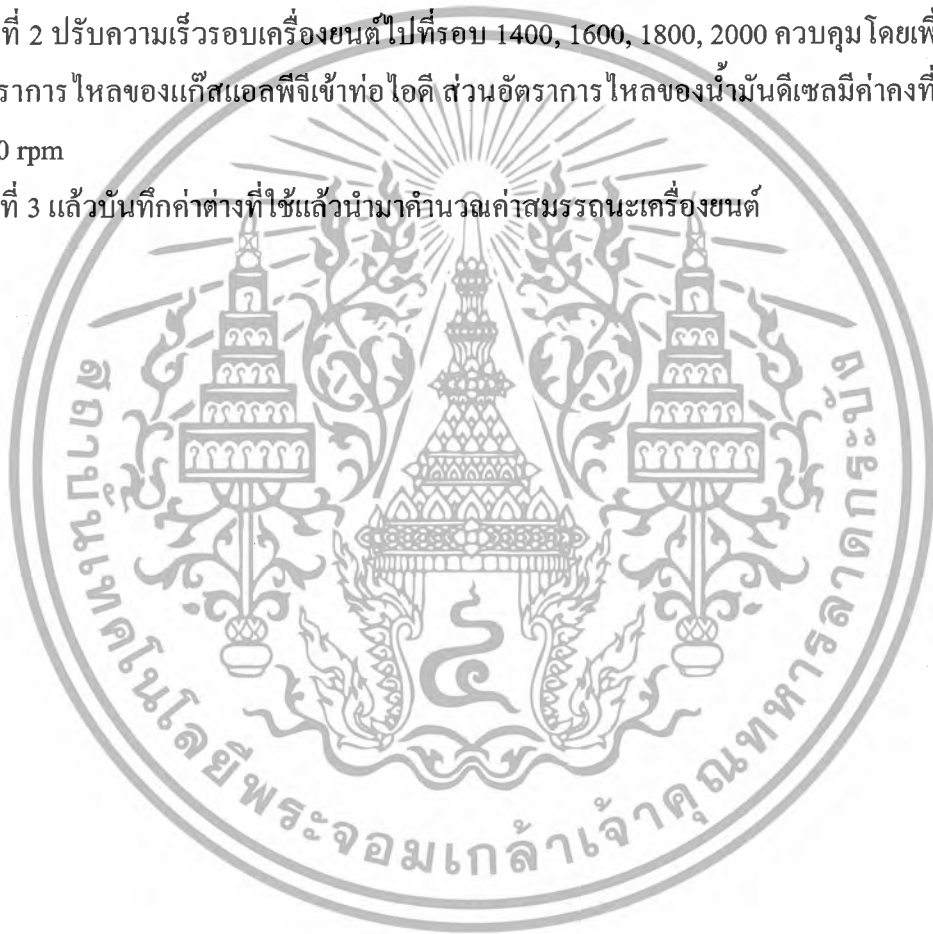 ที่ 2 ปรับความเร็วรอบเครื่องยนต์ไปที่รอบ 1400, 1600, 1800, 2000 ควบคุมโดยเพิ่
ราการไหลของแก๊สแอลพีจีเข้าท่อไอดี ส่วนอัตราการไหลของน้ำมันดีเซลมีค่าคงที่
0 rpm
ที่ 3 แล้วบันทึกค่าต่างที่ใช้แล้วนำมาคำนวณค่าสมรรถนะเครื่องยนต์
สถาบันเทคโนโลยีพระจอมเกล้าเจ้าคุณทหารลาดกระบัง
๔